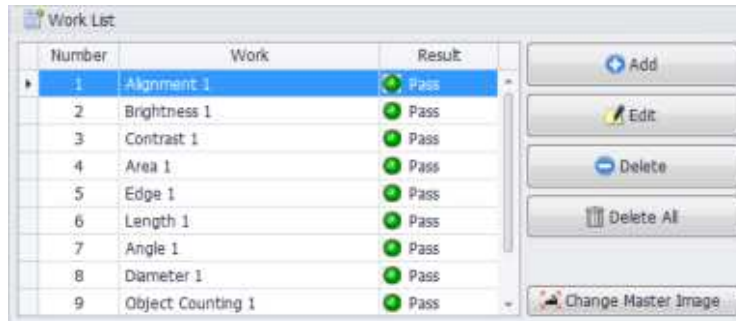 Work List
Number Work Result
1 Alignment 1 Pass
2 Brightness 1 Pass
3 Contrast 1 Pass
4 Area 1 Pass
5 Edge 1 Pass
6 Length 1 Pass
7 Angle 1 Pass
8 Diameter 1 Pass
9 Object Counting 1 Pass
Add
Edit
Delete
Delete All
Change Master Image